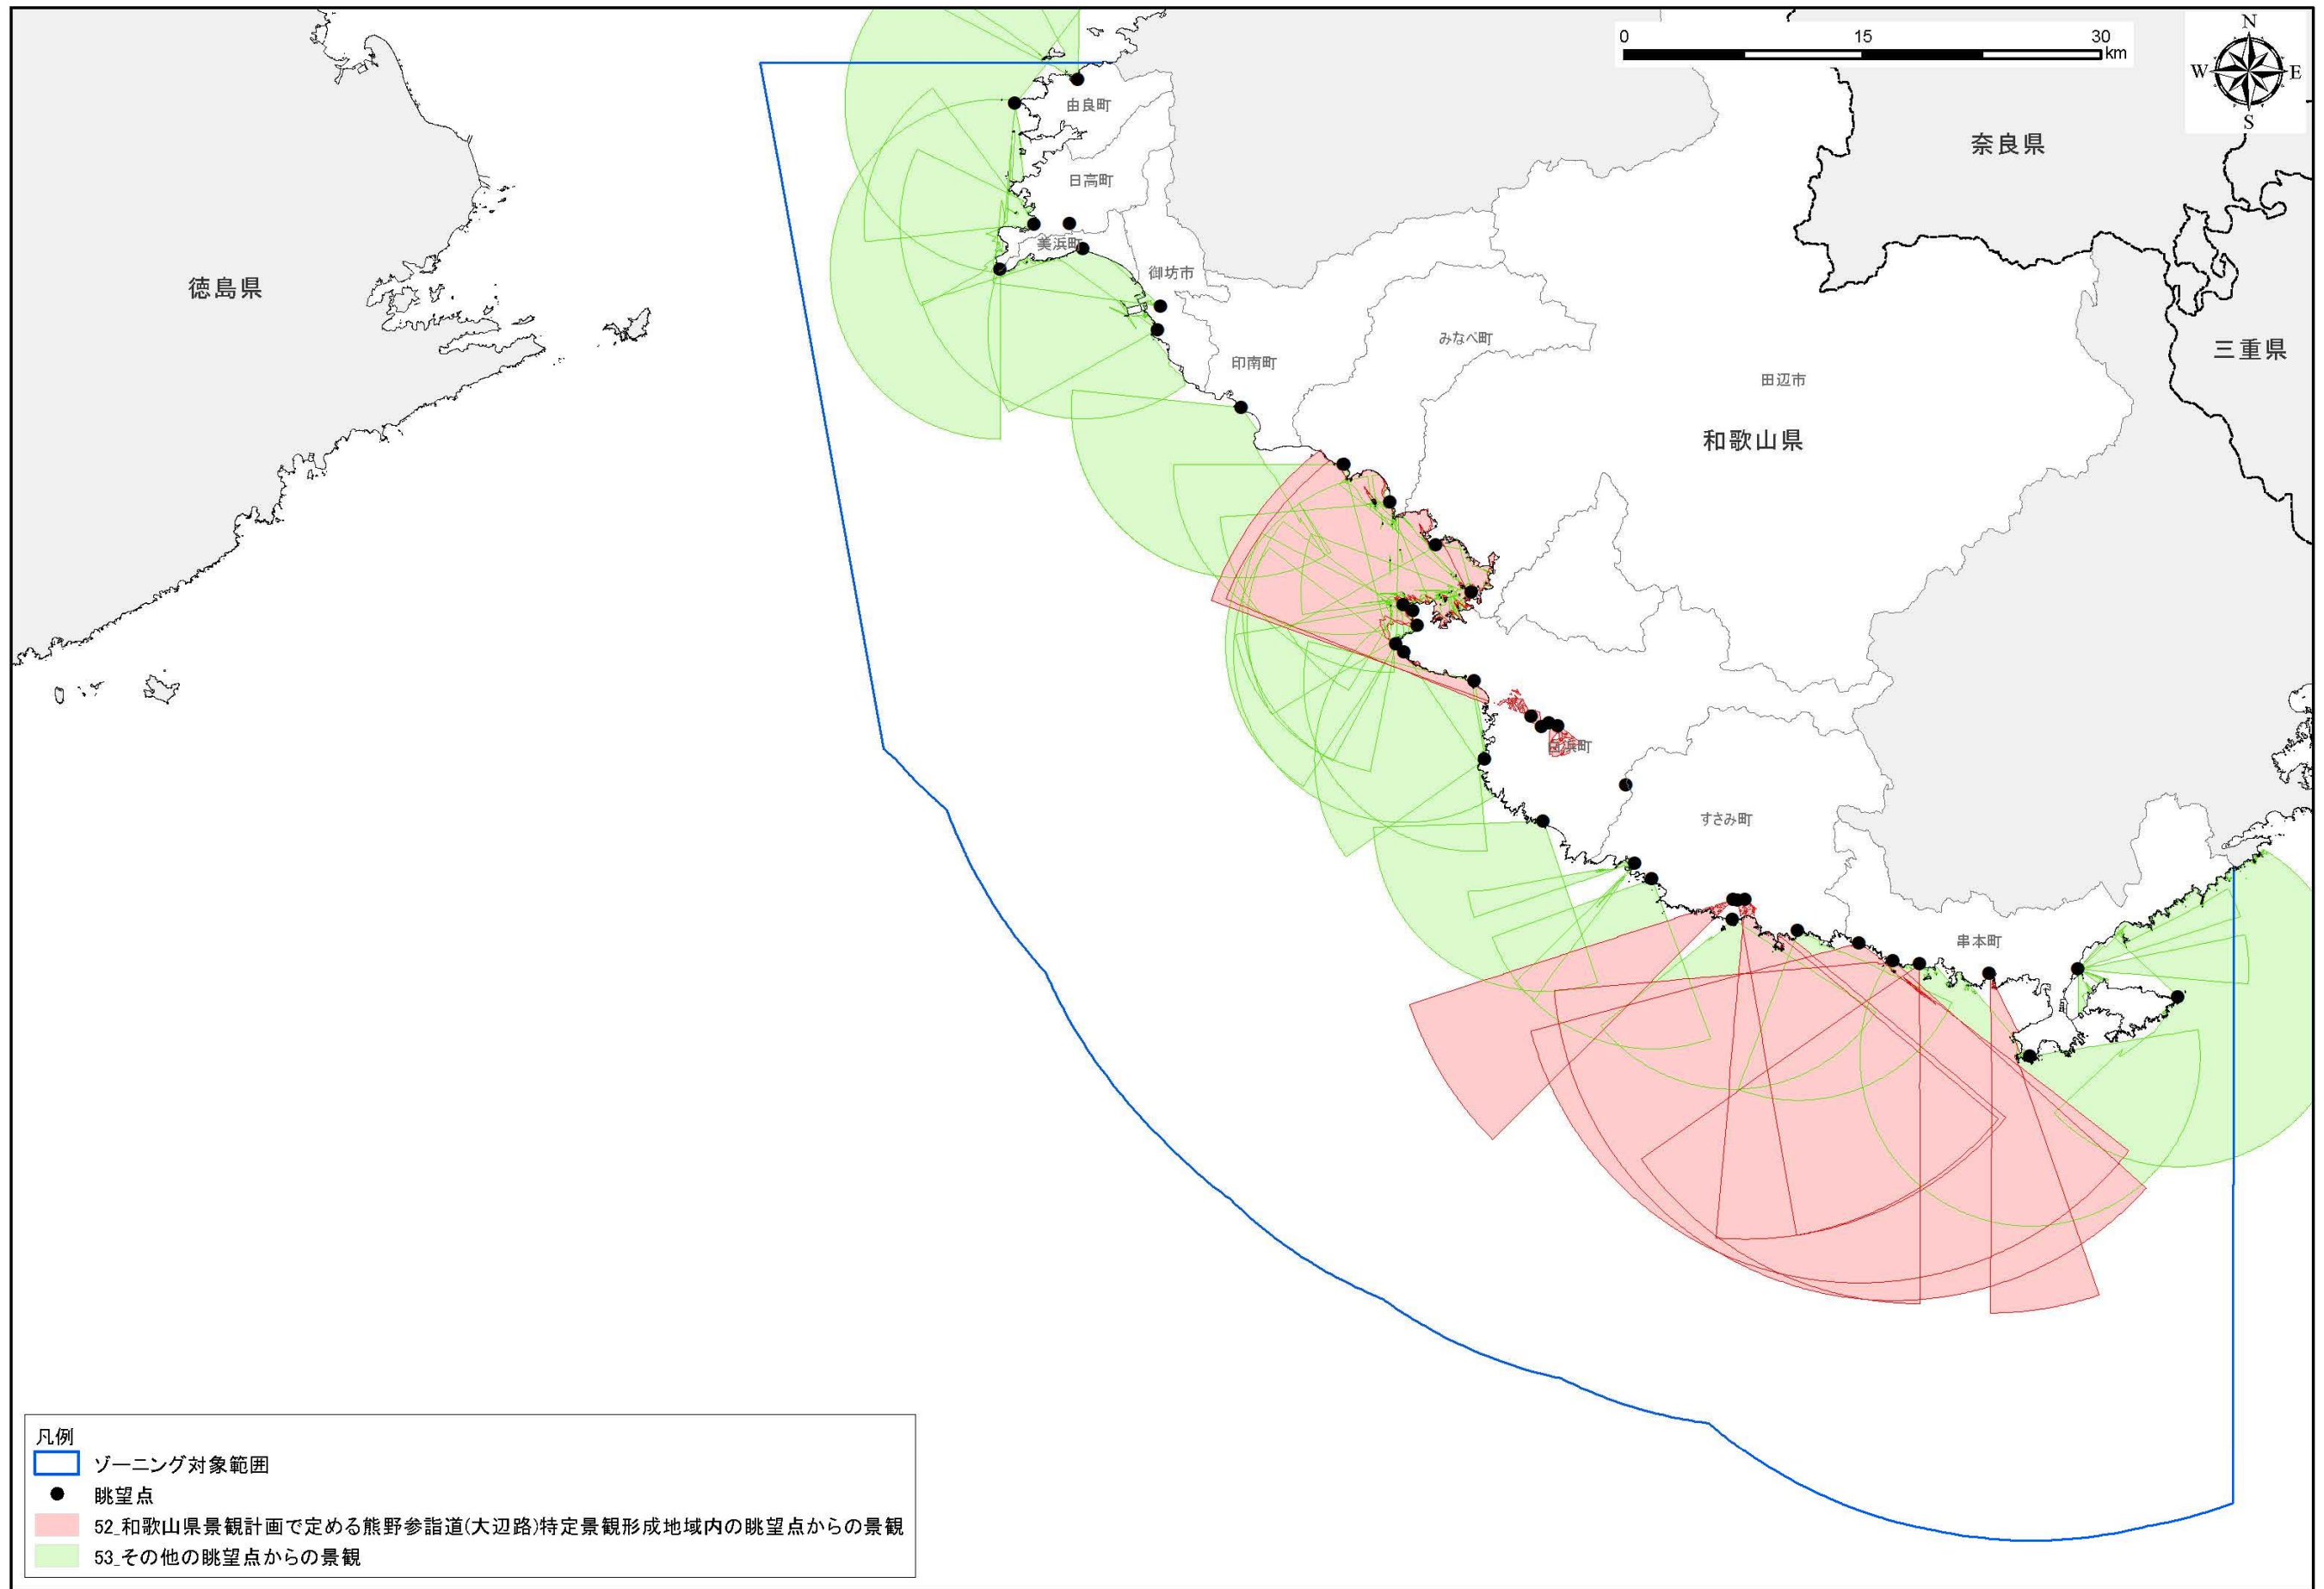 0 15 30
km
N
W E
S
由良町
奈良県
日高町
美浜町
御坊市
徳島県
みなべ町
三重県
印南町
田辺市
和歌山県
白浜町
すさみ町
串本町
凡例
ゾーニング対象範囲
眺望点
52_和歌山県景観計画で定める熊野参詣道(大辺路)特定景観形成地域内の眺望点からの景観
53_その他の眺望点からの景観